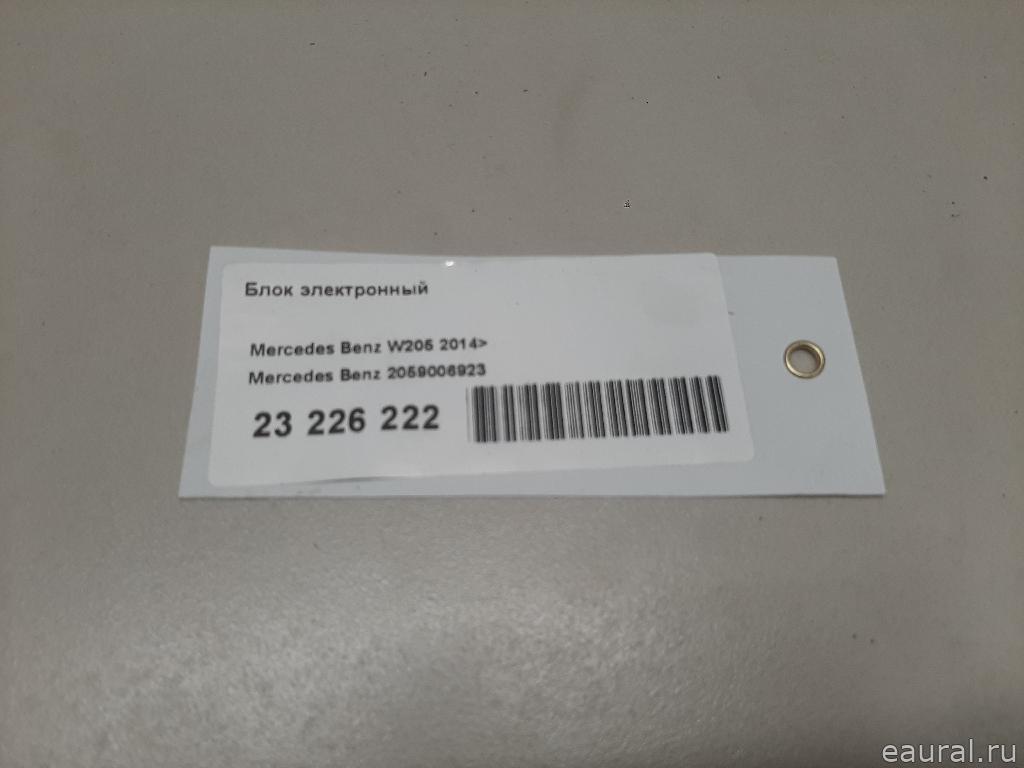 Блок электронный
Mercedes Benz W205 2014>
Mercedes Benz 2059006923
23 226 222
eaural.ru